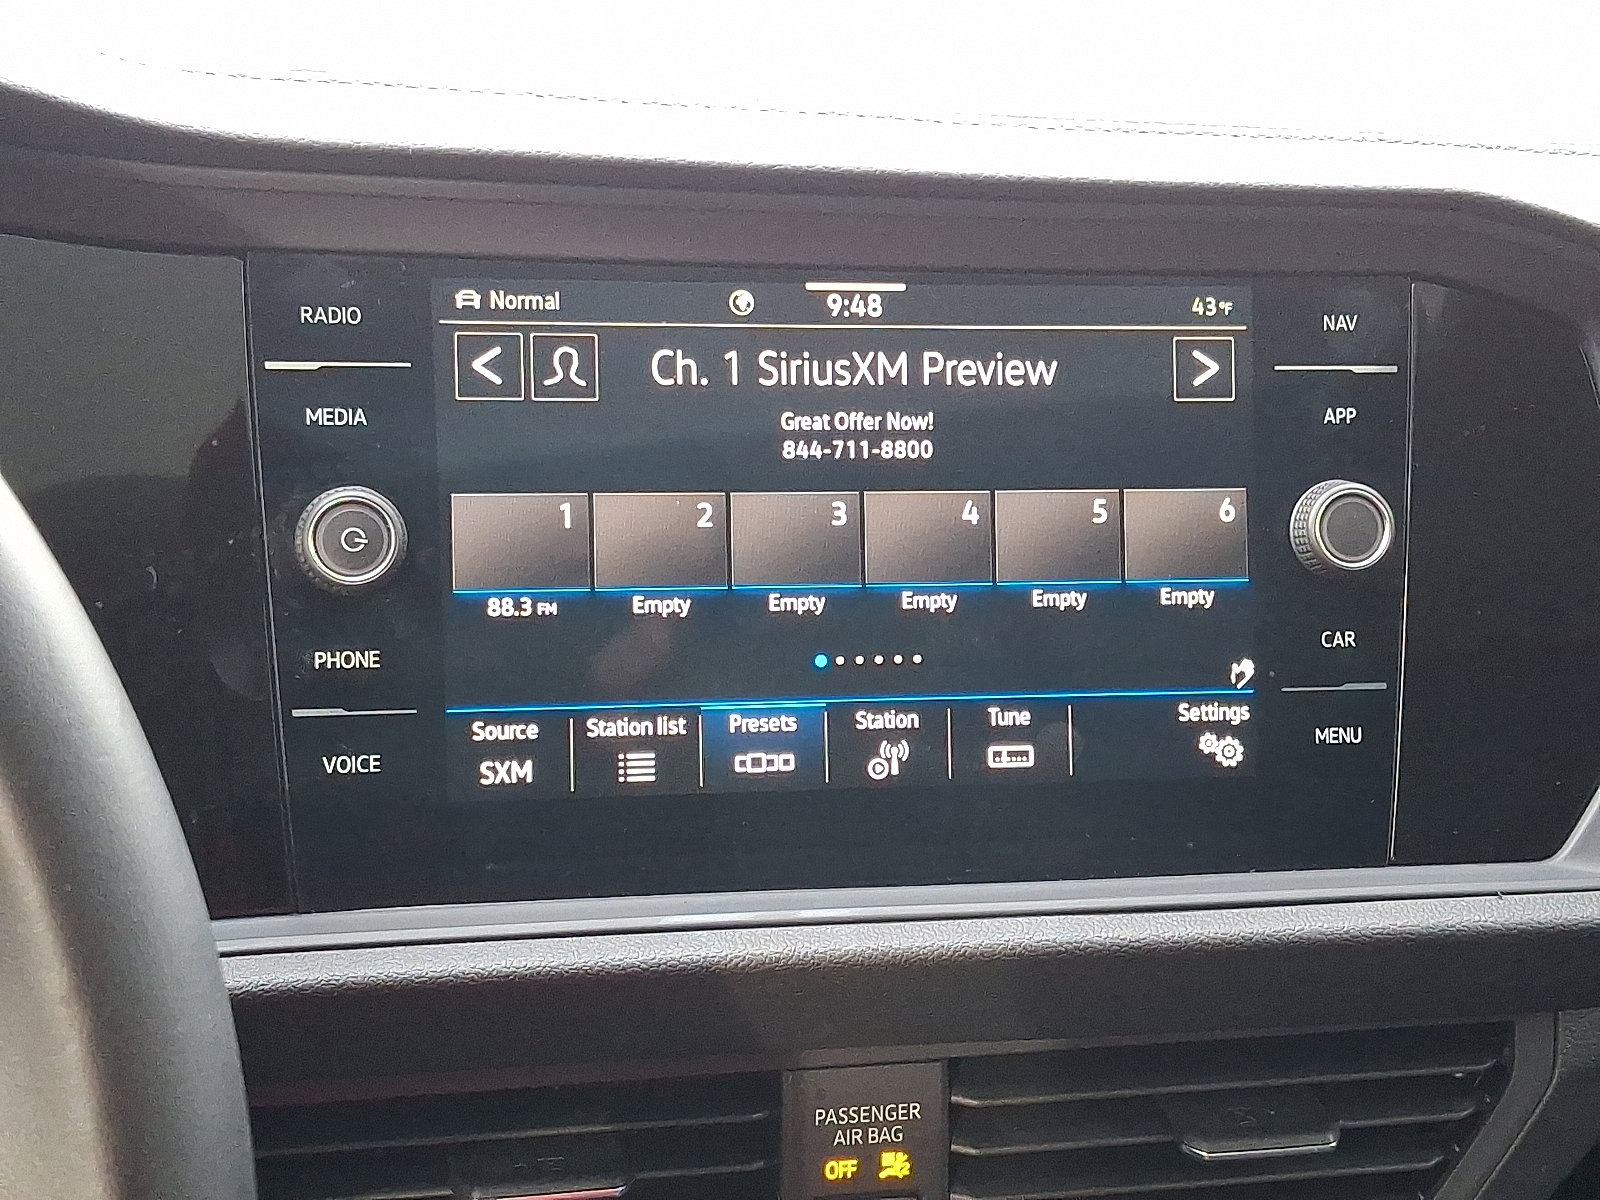 RADIO
MEDIA
PHONE
VOICE
Normal
9:48
43°F
Ch. 1 SiriusXM Preview
Great Offer Now!
844-711-8800
1 2 3 4 5 6
88.3 FM Empty Empty Empty Empty Empty
Source Station list Presets Station Tune Settings
SXM
NAV
APP
CAR
MENU
PASSENGER
AIR BAG
OFF